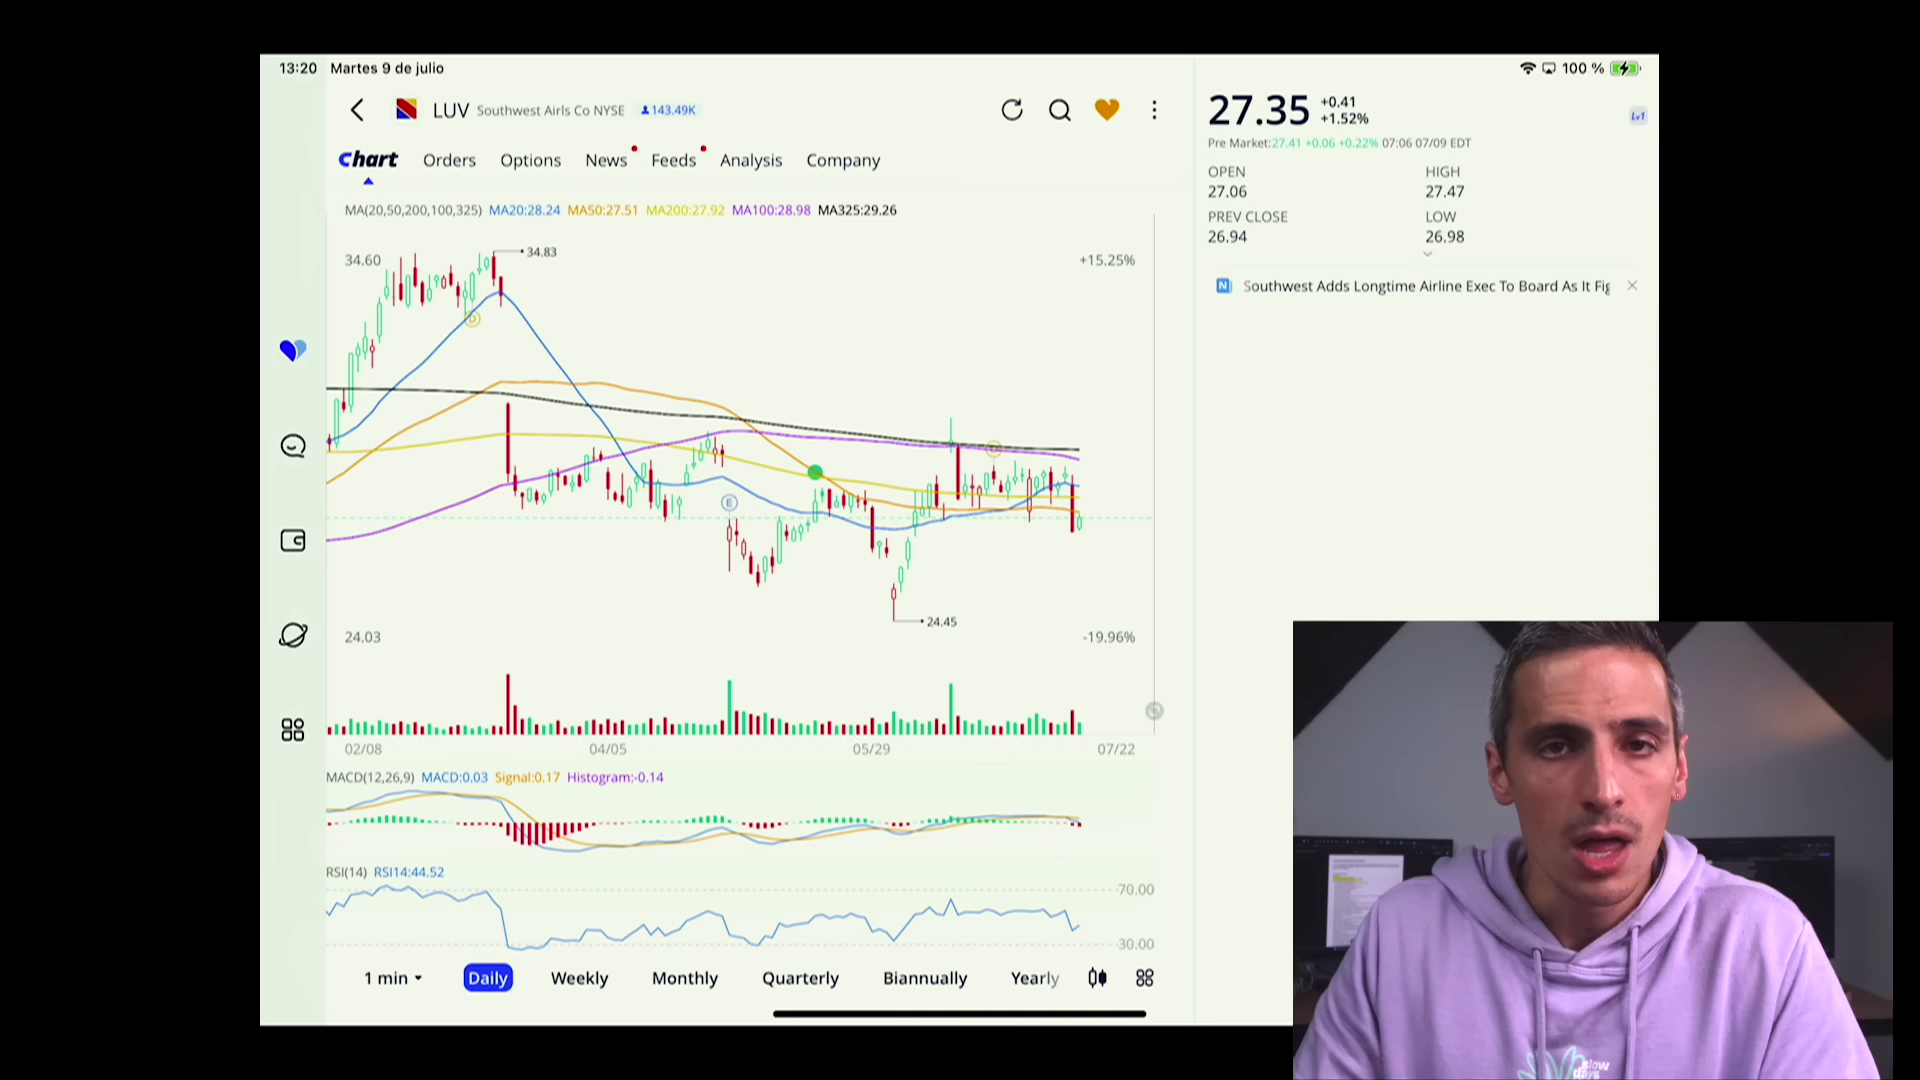 13:20 Martes 9 de julio
100 %
LUV Southwest Airls Co NYSE 143.49K
Chart Orders Options News Feeds Analysis Company
MA(20,50,200,100,325) MA20:28.24 MA50:27.51 MA200:27.92 MA100:28.98 MA325:29.26
34.60
34.83
+15.25%
D
D
E
24.45
24.03
-19.96%
02/08 04/05 05/29 07/22
MACD(12,26,9) MACD:0.03 Signal:0.17 Histogram:-0.14
RSI(14) RSI14:44.52
70.00
30.00
1 min Daily Weekly Monthly Quarterly Biannually Yearly
27.35 +0.41
+1.52%
Lv1
Pre Market:27.41 +0.06 +0.22% 07:06 07/09 EDT
OPEN HIGH
27.06 27.47
PREV CLOSE LOW
26.94 26.98
N Southwest Adds Longtime Airline Exec To Board As It Fig
slow
days